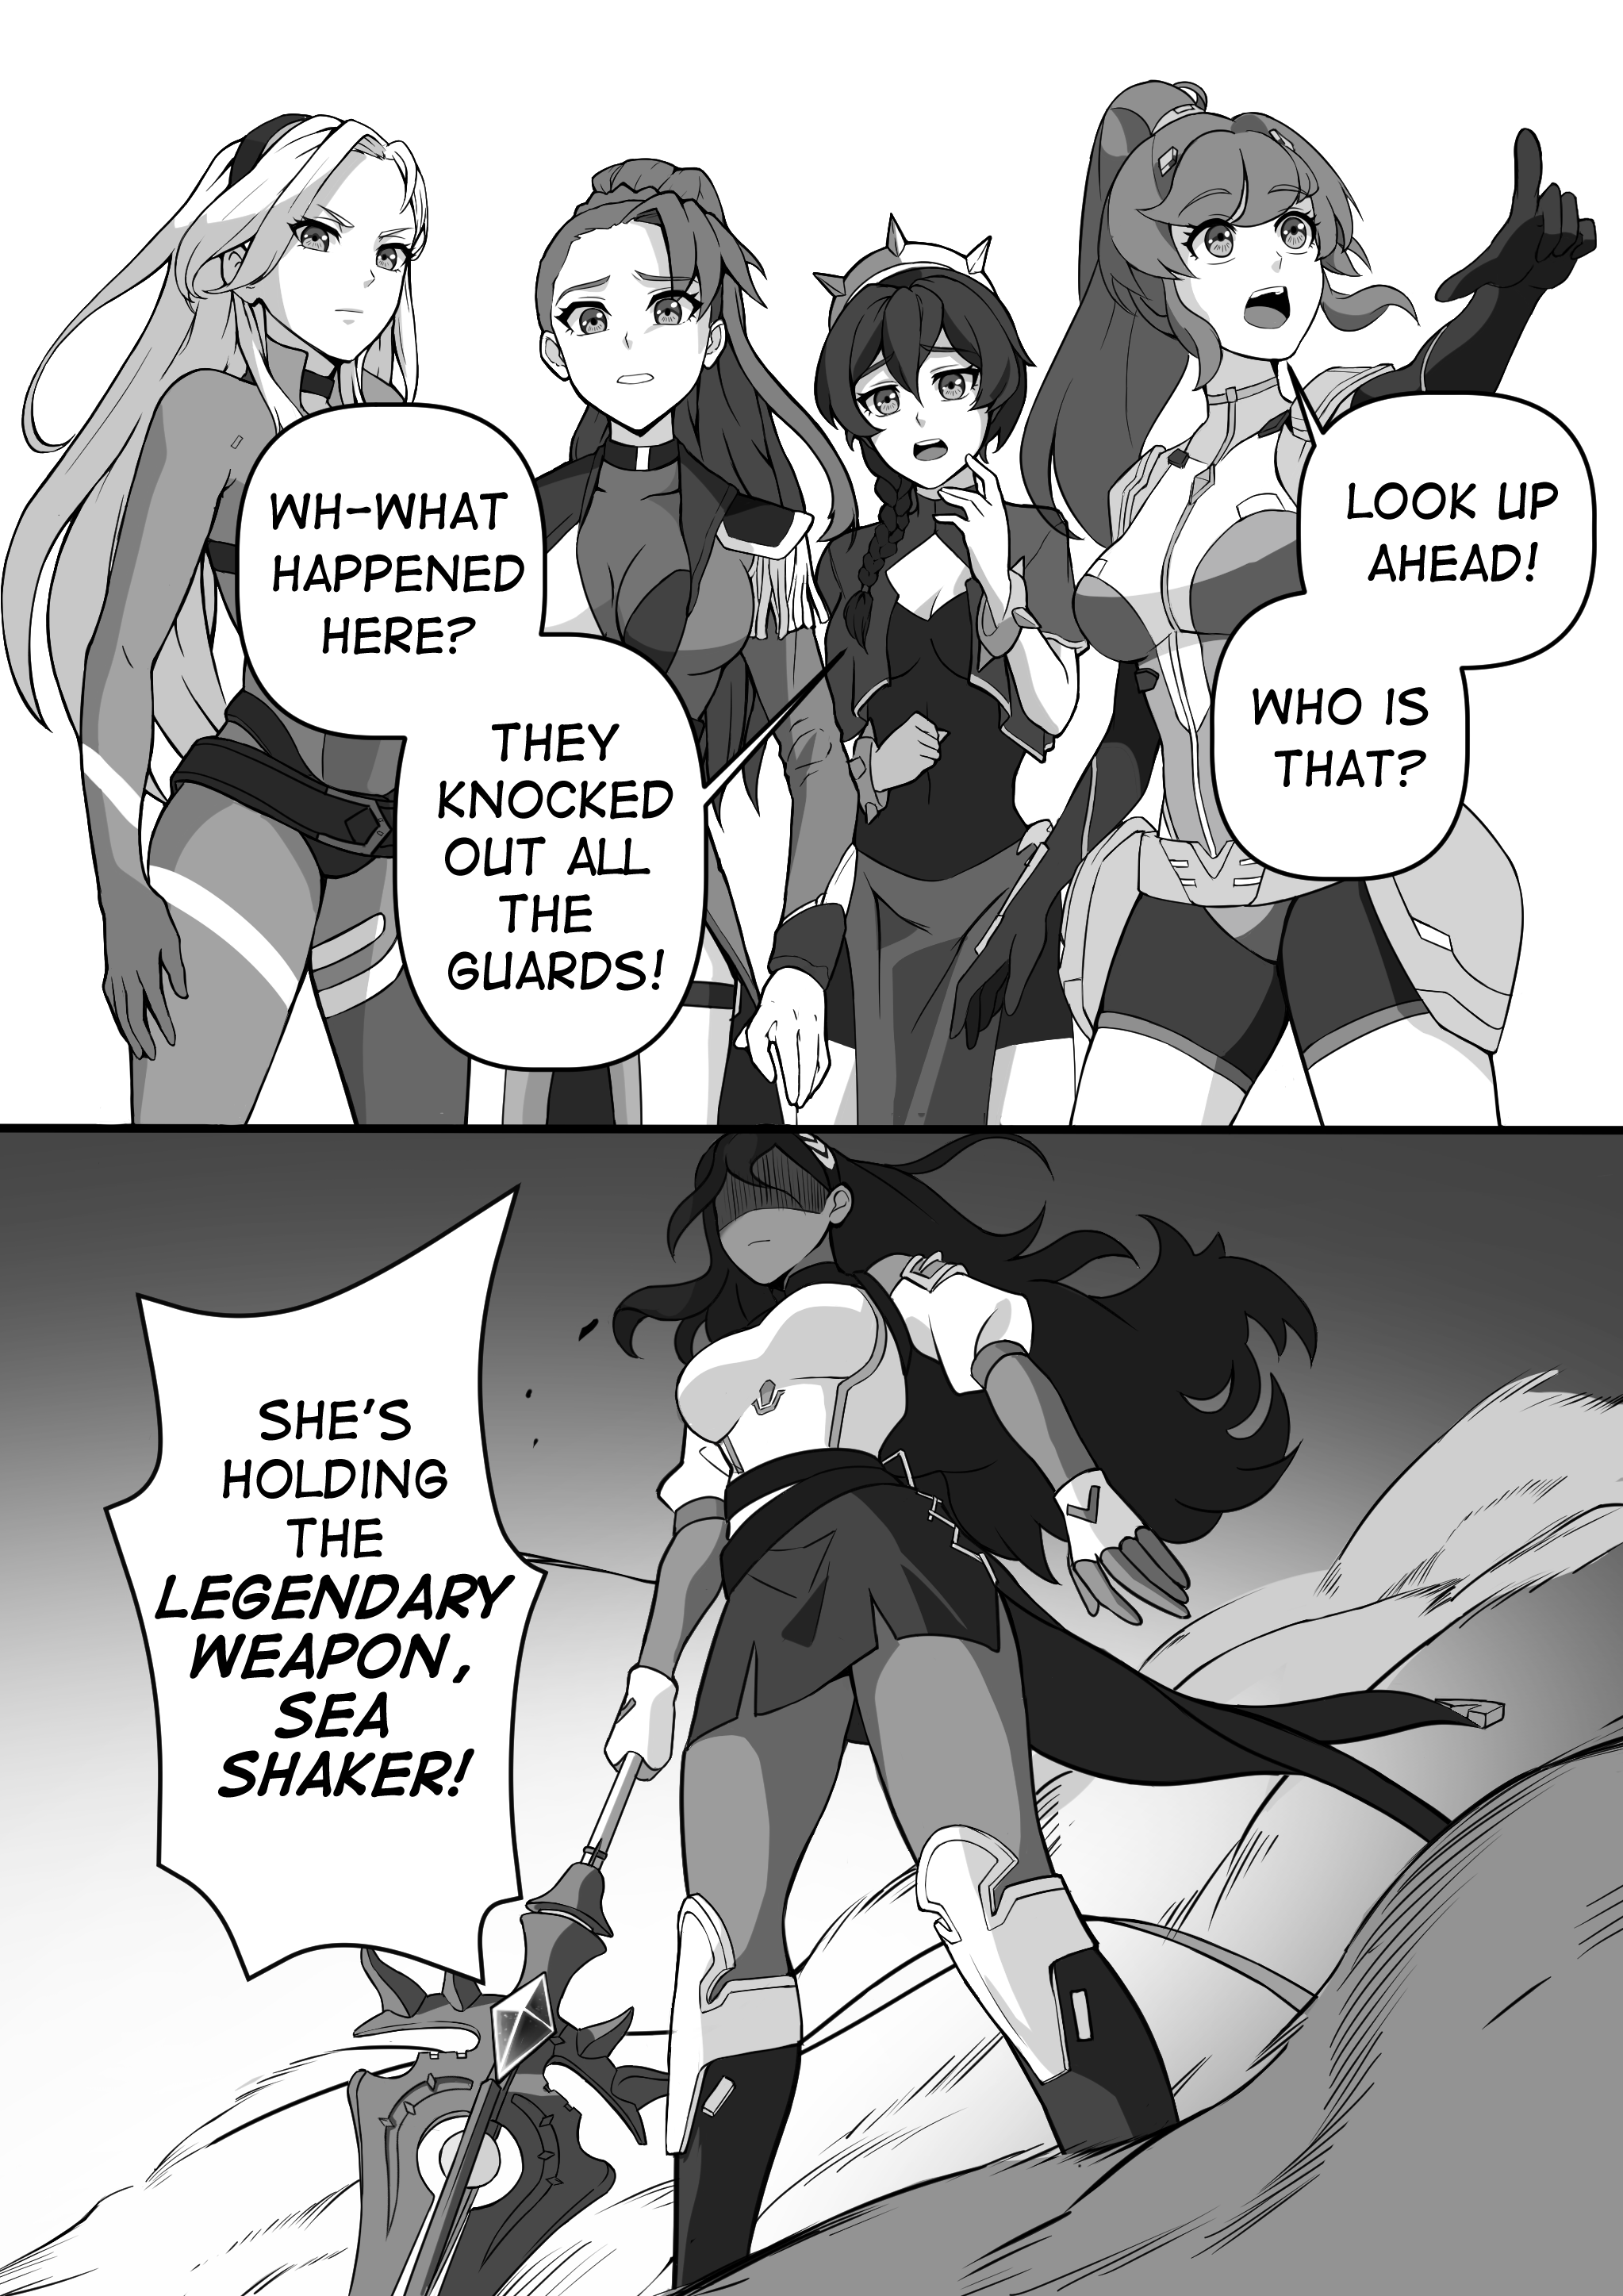 WH-WHAT
HAPPENED
HERE?
THEY
KNOCKED
OUT ALL
THE
GUARDS!
LOOK UP
AHEAD!
WHO IS
THAT?
SHE'S
HOLDING
THE
LEGENDARY
WEAPON,
SEA
SHAKER!